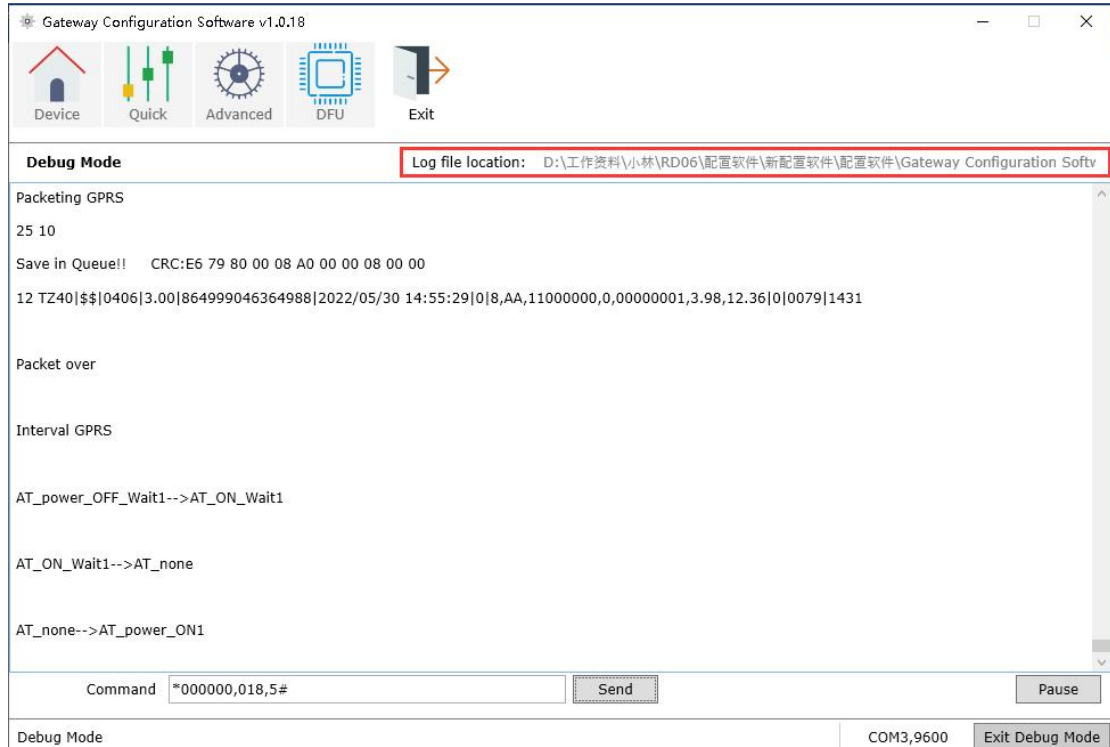 Gateway Configuration Software v1.0.18
Device Quick Advanced DFU Exit
Debug Mode Log file location: D:\工作资料\小林\RD06\配置软件\新配置软件\配置软件\Gateway Configuration Softw
Packeting GPRS
25 10
Save in Queue!! CRC:E6 79 80 00 08 A0 00 00 08 00 00
12 TZ40|$$|0406|3.00|864999046364988|2022/05/30 14:55:29|0|8,AA,11000000,0,00000001,3.98,12.36|0|0079|1431
Packet over
Interval GPRS
AT_power_OFF_Wait1-->AT_ON_Wait1
AT_ON_Wait1-->AT_none
AT_none-->AT_power_ON1
Command *000000,018,5# Send Pause
Debug Mode COM3,9600 Exit Debug Mode